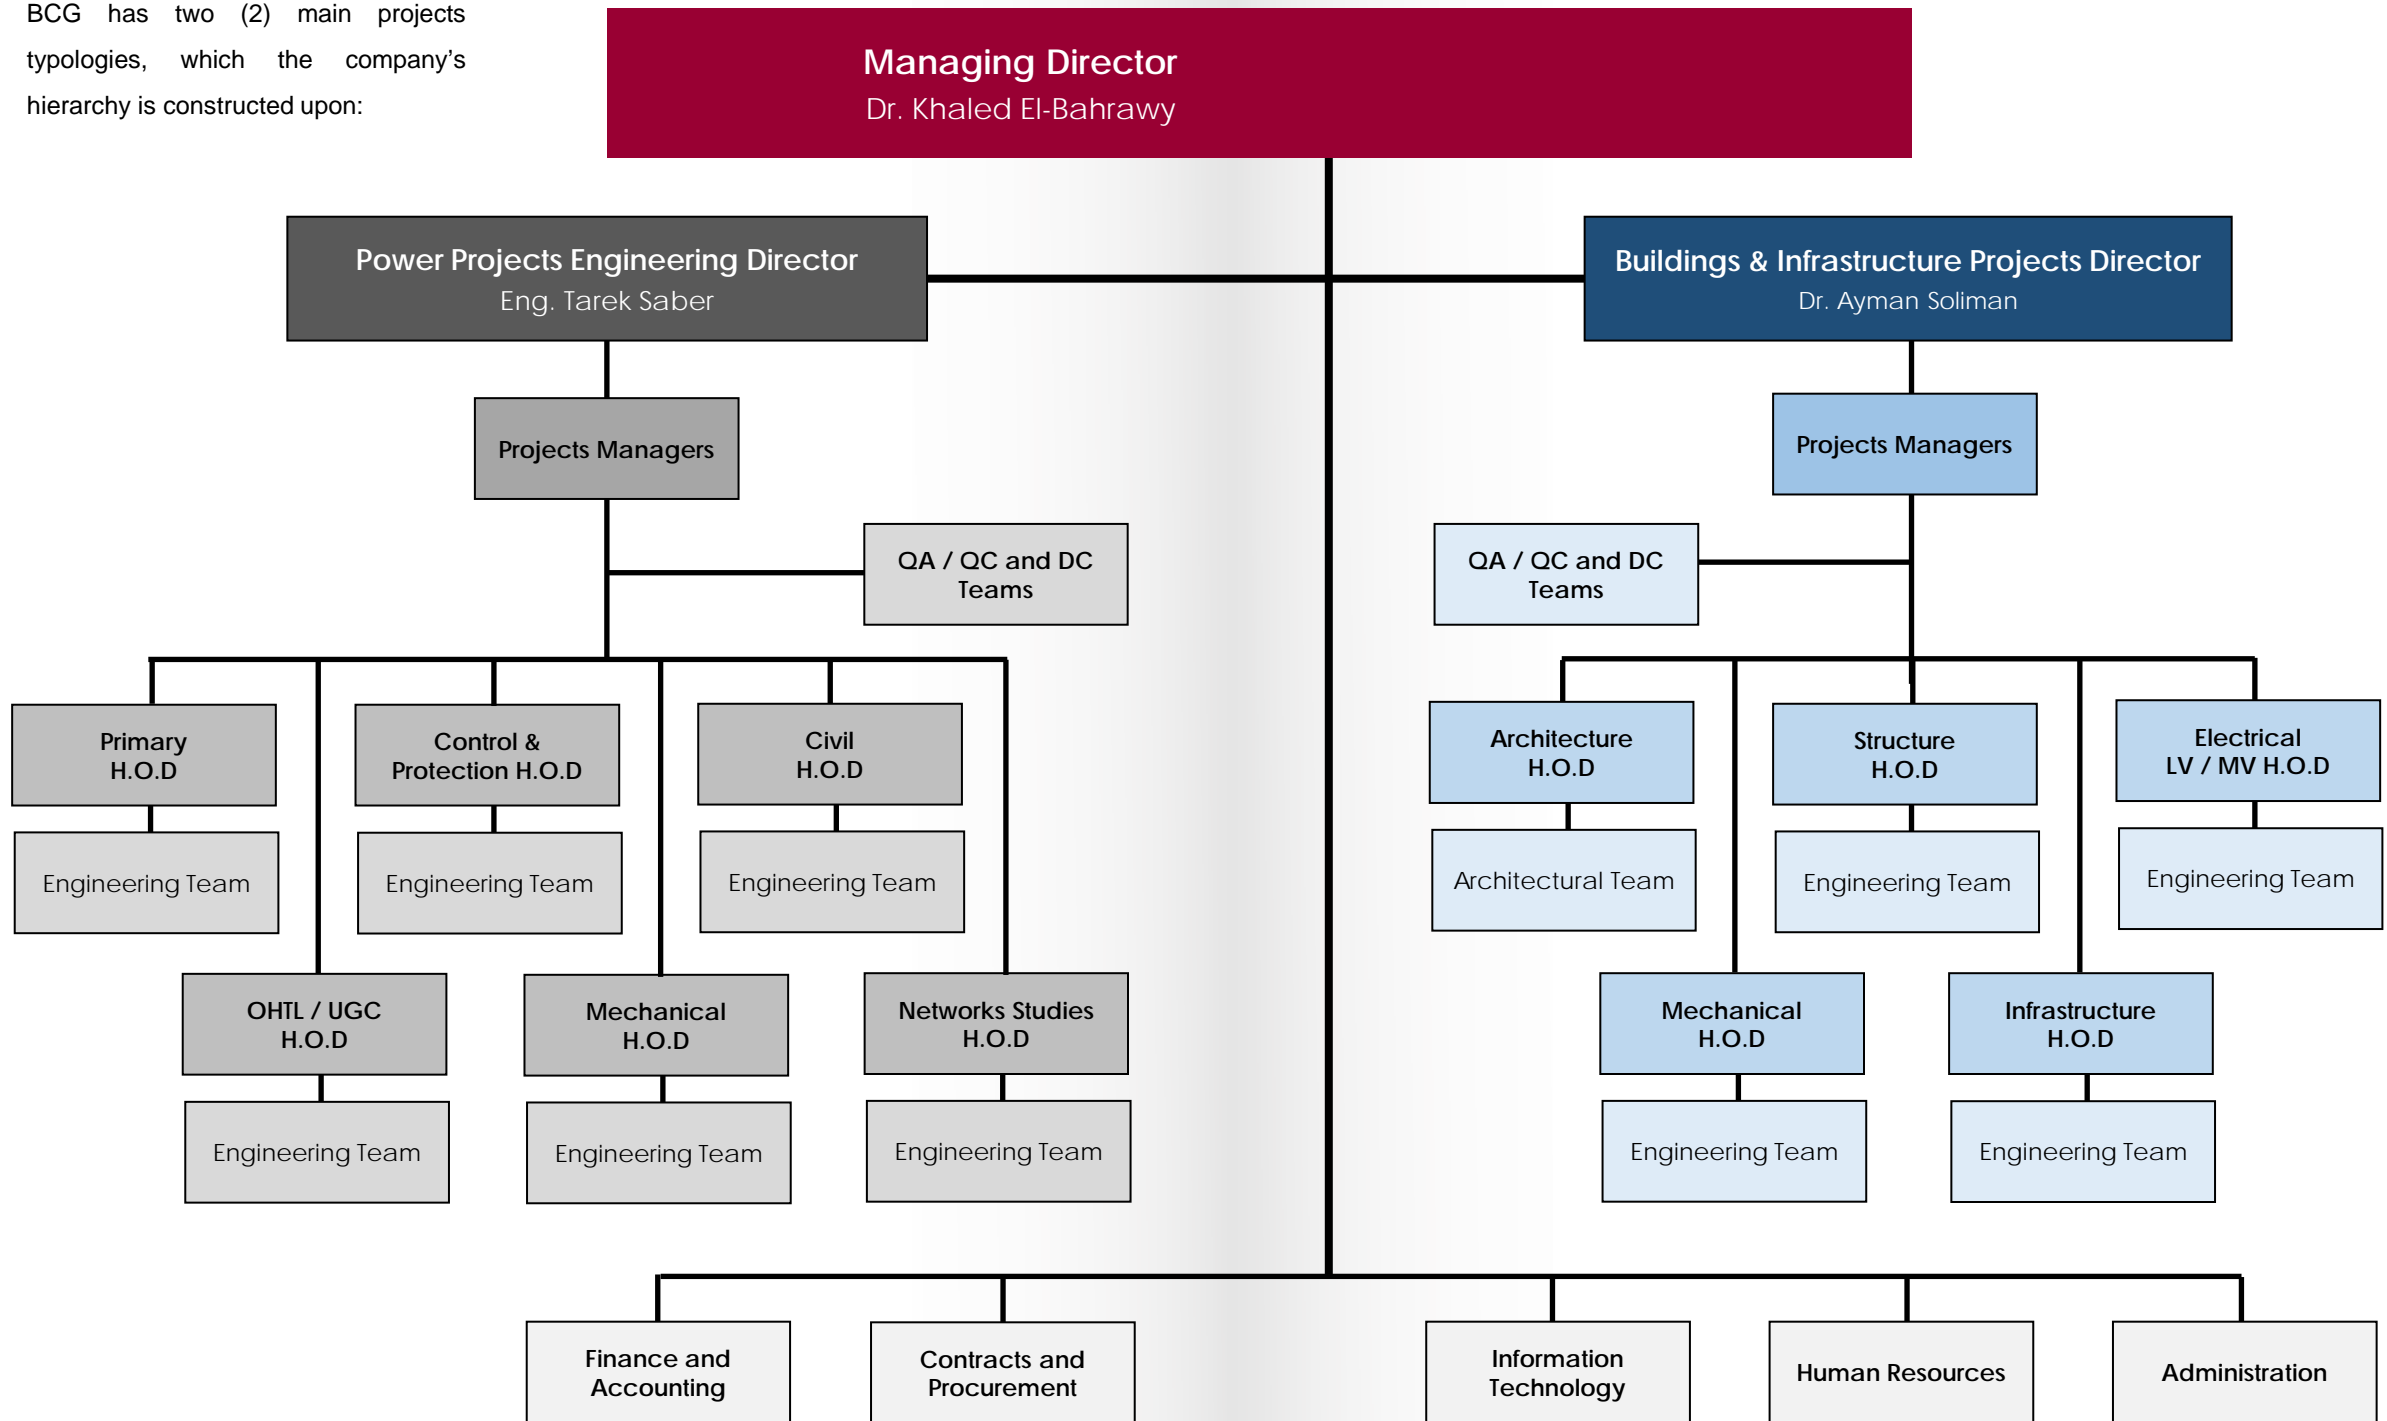 BCG has two (2) main projects
typologies, which the company’s
hierarchy is constructed upon:
Managing Director
Dr. Khaled El-Bahrawy
Power Projects Engineering Director
Eng. Tarek Saber
Buildings & Infrastructure Projects Director
Dr. Ayman Soliman
Projects Managers
Projects Managers
QA / QC and DC
Teams
QA / QC and DC
Teams
Primary
H.O.D
Control &
Protection H.O.D
Civil
H.O.D
Architecture
H.O.D
Structure
H.O.D
Electrical
LV / MV H.O.D
Engineering Team
Engineering Team
Engineering Team
Architectural Team
Engineering Team
Engineering Team
OHTL / UGC
H.O.D
Mechanical
H.O.D
Networks Studies
H.O.D
Mechanical
H.O.D
Infrastructure
H.O.D
Engineering Team
Engineering Team
Engineering Team
Engineering Team
Engineering Team
Finance and
Accounting
Contracts and
Procurement
Information
Technology
Human Resources
Administration